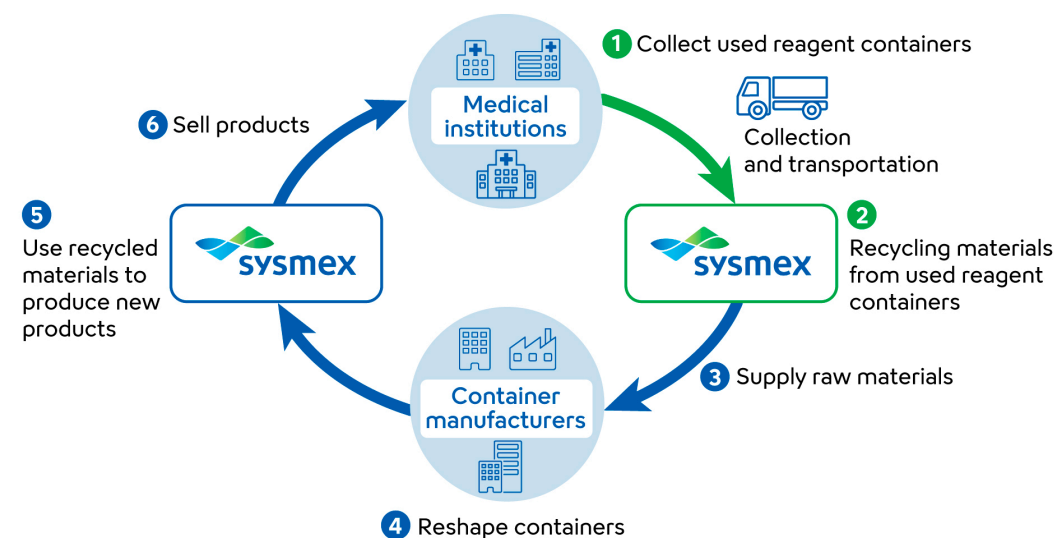 1 Collect used reagent containers
Collection
and transportation
Medical
institutions
6 Sell products
2
Recycling materials
from used reagent
containers
sysmex
5
Use recycled
materials to
produce new
products
sysmex
3 Supply raw materials
Container
manufacturers
4 Reshape containers